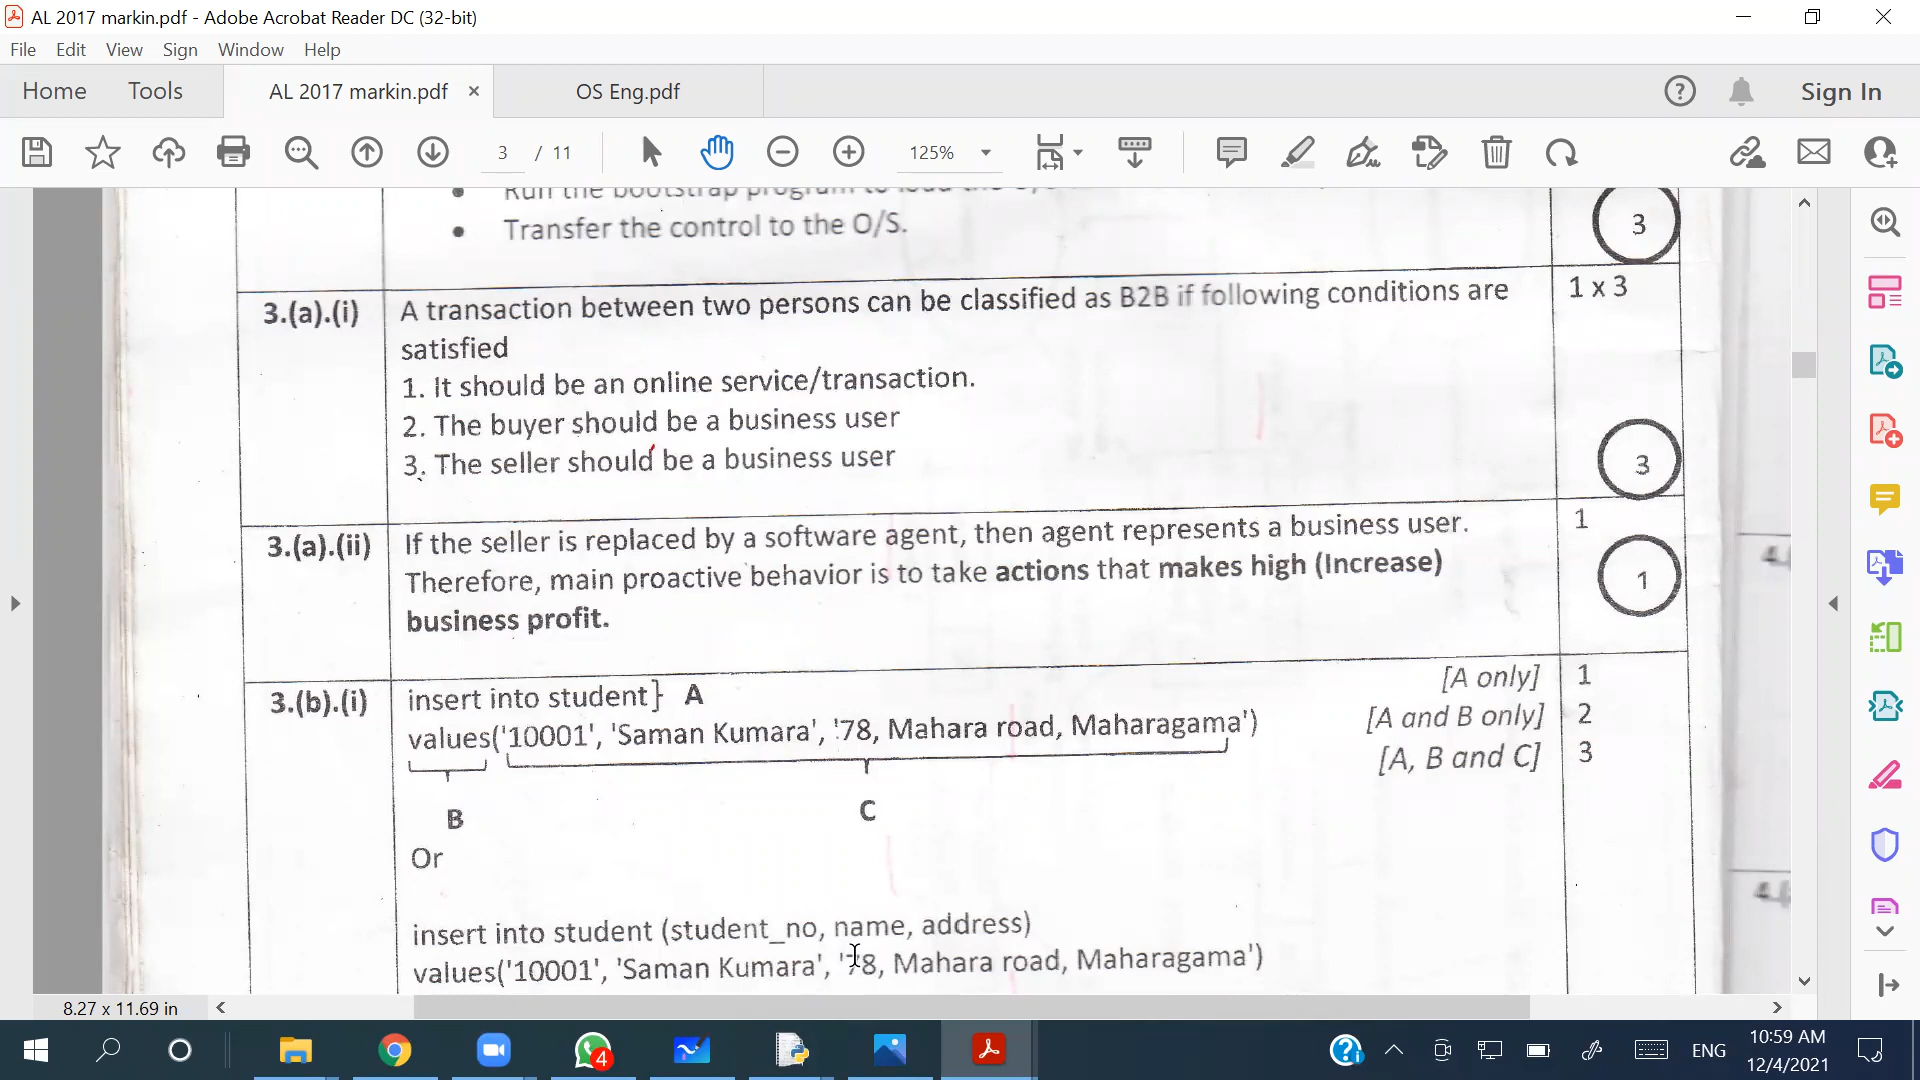 AL 2017 markin.pdf - Adobe Acrobat Reader DC (32-bit)
File Edit View Sign Window Help
Home Tools AL 2017 markin.pdf × OS Eng.pdf Sign In
3 / 11 125%
• Run the bootstrap program to load the O/S
• Transfer the control to the O/S.
3
3.(a).(i) A transaction between two persons can be classified as B2B if following conditions are 1 x 3
satisfied
1. It should be an online service/transaction.
2. The buyer should be a business user
3. The seller should be a business user
3
3.(a).(ii) If the seller is replaced by a software agent, then agent represents a business user. 1
Therefore, main proactive behavior is to take actions that makes high (Increase)
business profit.
1
3.(b).(i) insert into student} A [A only] 1
values('10001', 'Saman Kumara', '78, Mahara road, Maharagama') [A and B only] 2
[A, B and C] 3
B C
Or
insert into student (student_no, name, address)
values('10001', 'Saman Kumara', '78, Mahara road, Maharagama')
8.27 x 11.69 in
4
ENG
10:59 AM
12/4/2021